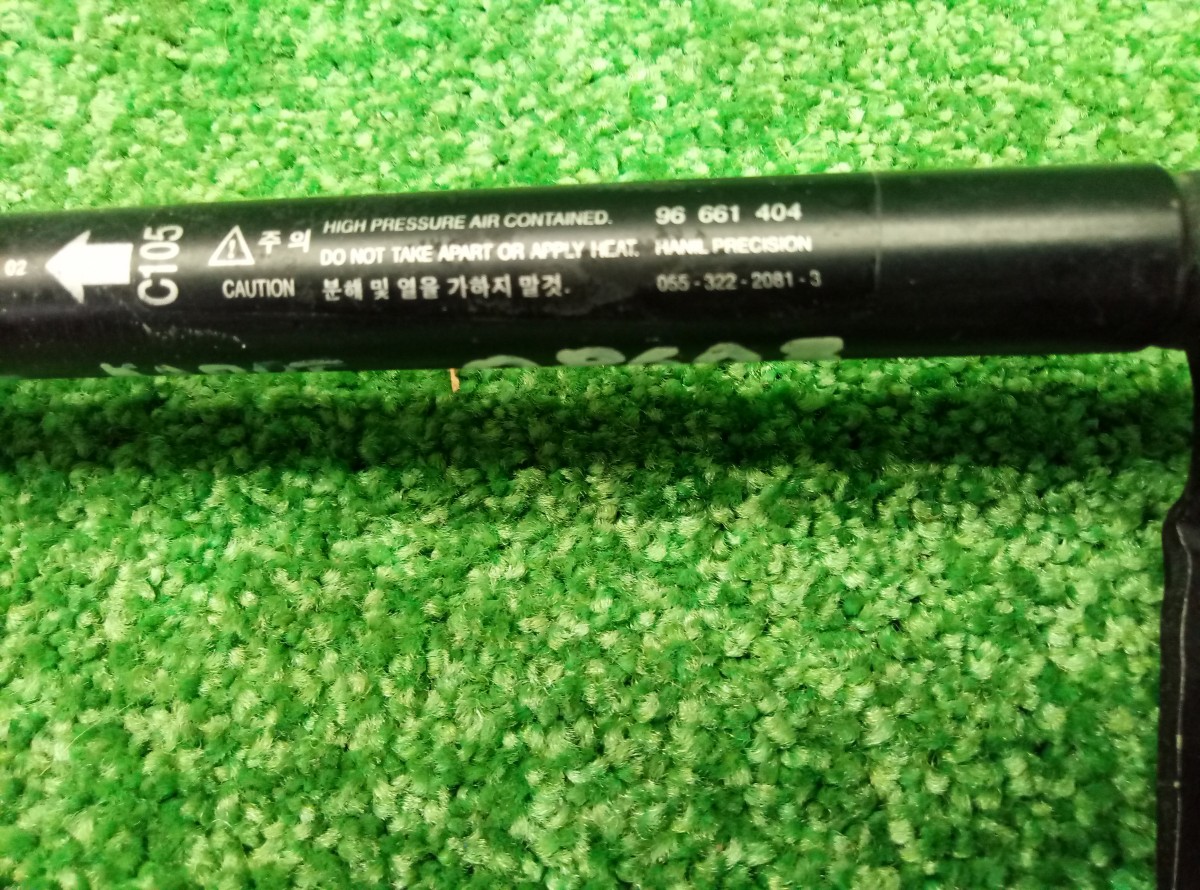 02
C105
주의
CAUTION
HIGH PRESSURE AIR CONTAINED.
DO NOT TAKE APART OR APPLY HEAT.
분해 및 열을 가하지 말것.
96 661 404
HANIL PRECISION
055-322-2081-3